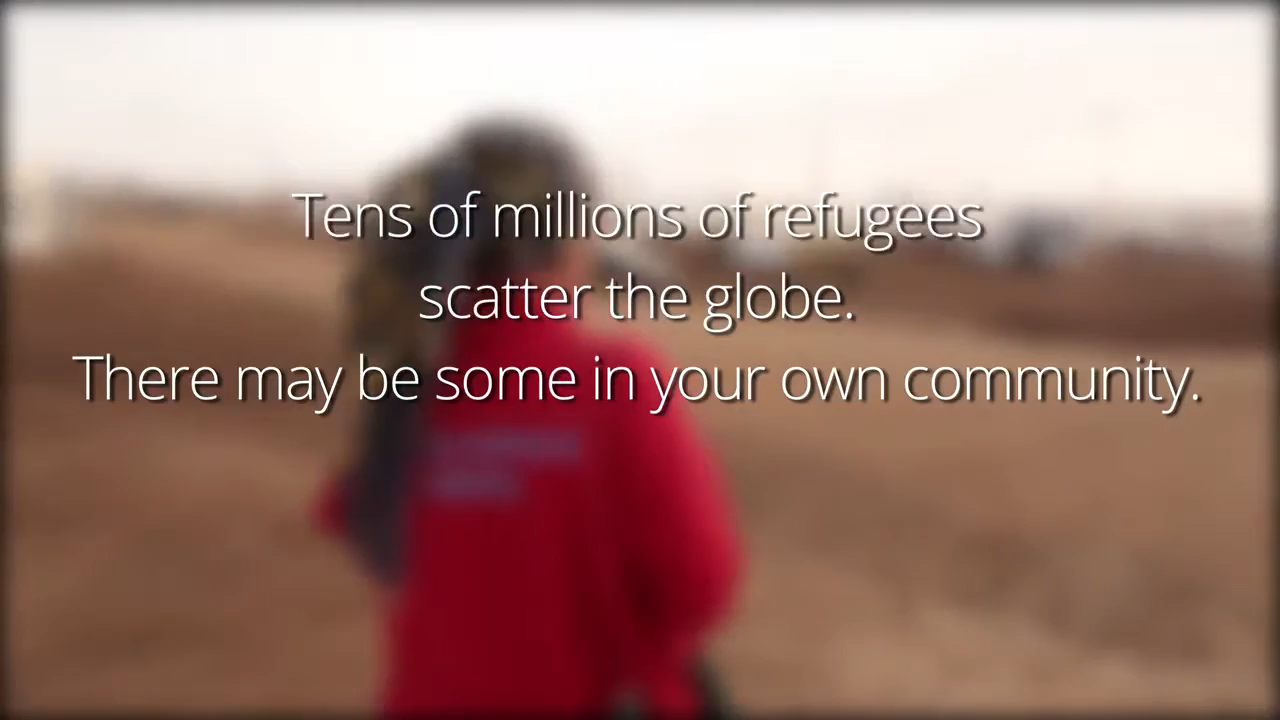 Tens of millions of refugees
scatter the globe.
There may be some in your own community.